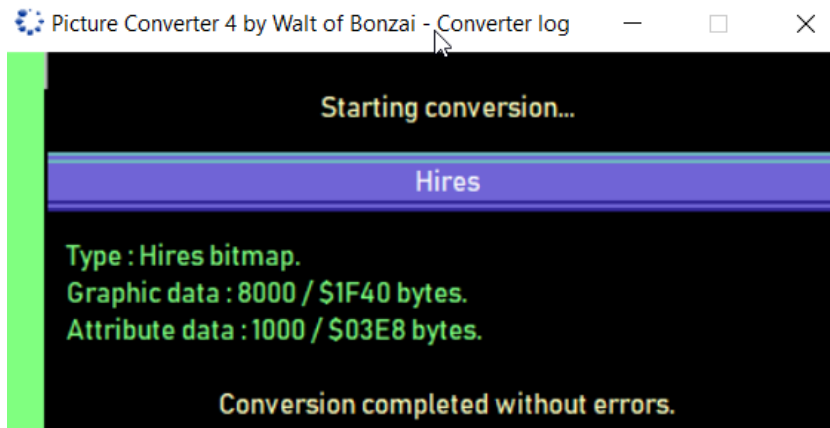 Picture Converter 4 by Walt of Bonzai - Converter log
Starting conversion...
Hires
Type : Hires bitmap.
Graphic data : 8000 / $1F40 bytes.
Attribute data : 1000 / $03E8 bytes.
Conversion completed without errors.